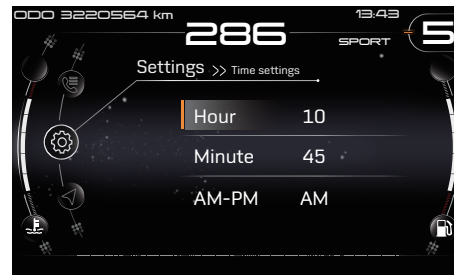 ODO 3220564 km
286
13:43
SPORT
5
Settings >> Time settings
Hour 10
Minute 45
AM-PM AM